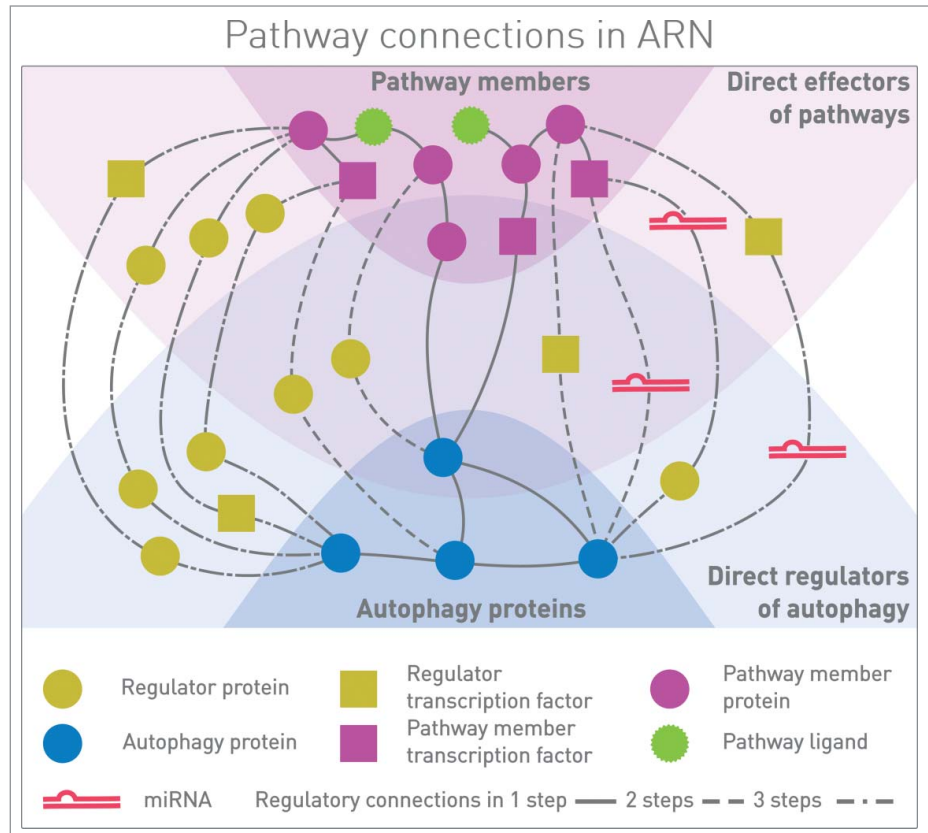 Pathway connections in ARN
Pathway members
Direct effectors
of pathways
Autophagy proteins
Direct regulators
of autophagy
Regulator protein
Regulator
transcription factor
Pathway member
protein
Autophagy protein
Pathway member
transcription factor
Pathway ligand
miRNA
Regulatory connections in 1 step
2 steps
3 steps